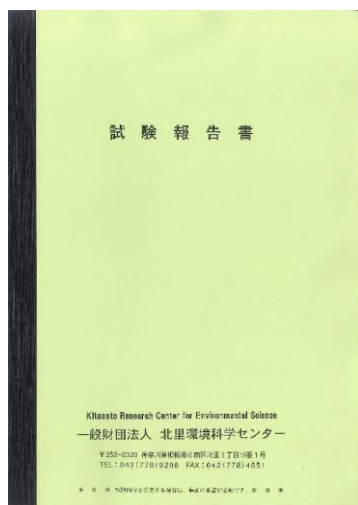 試験報告書
Kitasato Research Center for Environmental Science
一般財団法人 北里環境科学センター
〒252-0329 神奈川県相模原市南区北里1丁目15番1号
TEL:042(778)9208 FAX:042(778)4551